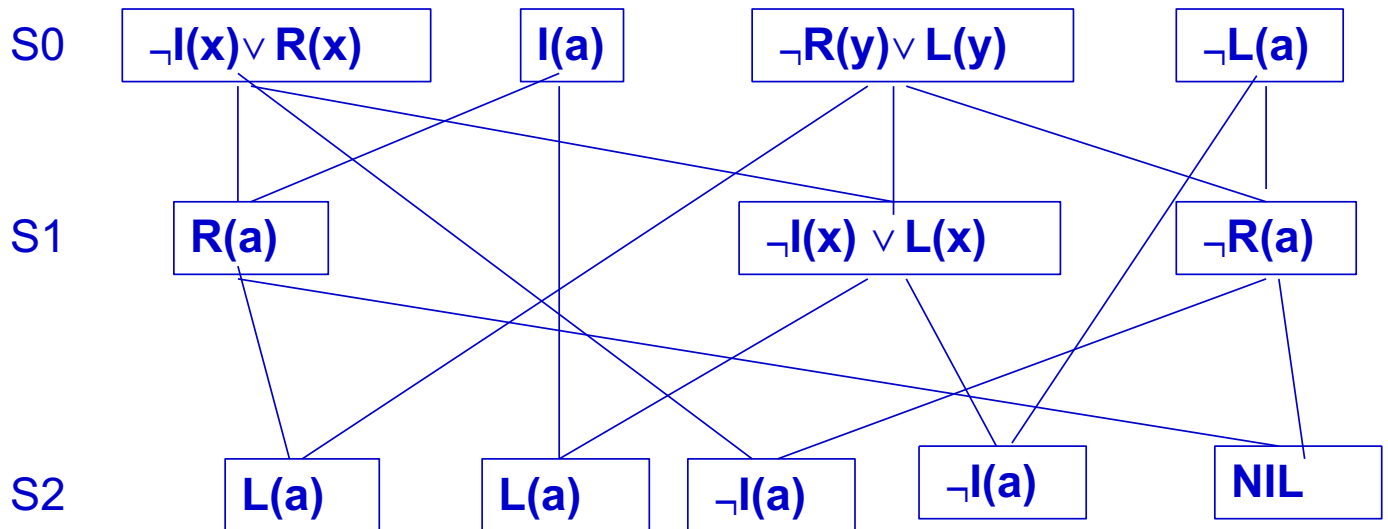 S0 ¬I(x)∨ R(x) I(a) ¬R(y)∨ L(y) ¬L(a)
S1 R(a) ¬I(x) ∨ L(x) ¬R(a)
S2 L(a) L(a) ¬I(a) ¬I(a) NIL